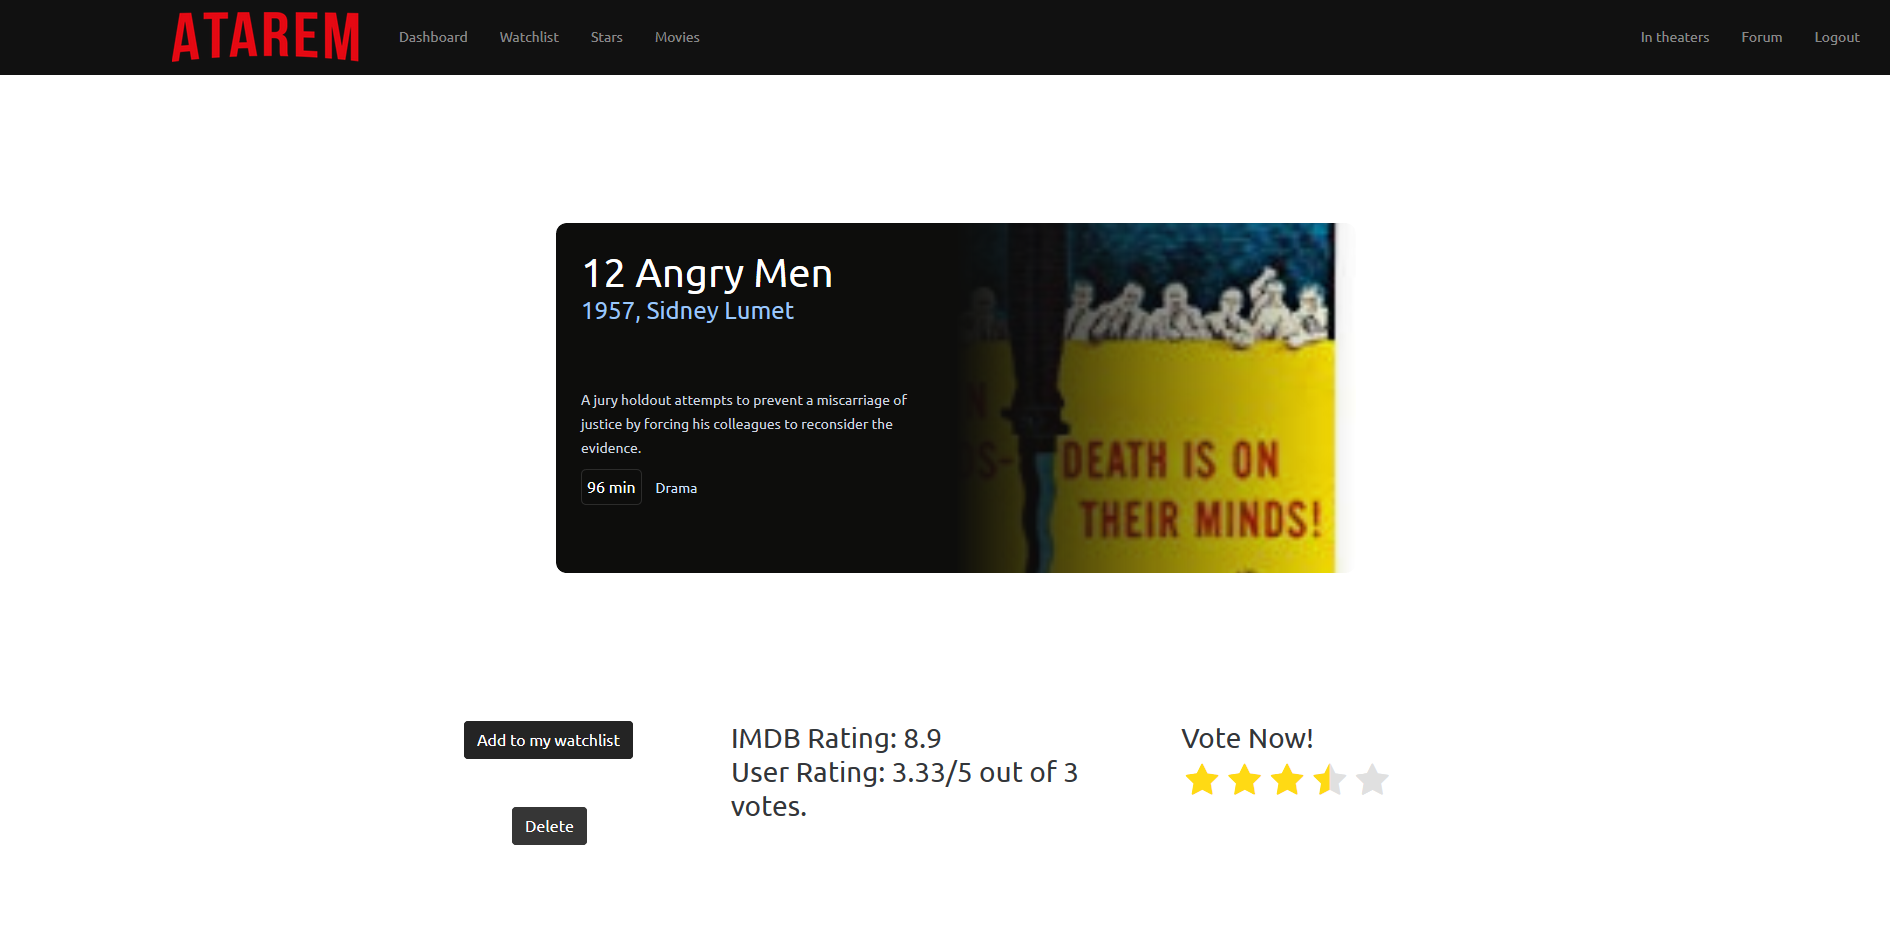 ATAREM
Dashboard Watchlist Stars Movies
In theaters Forum Logout
12 Angry Men
1957, Sidney Lumet
A jury holdout attempts to prevent a miscarriage of
justice by forcing his colleagues to reconsider the
evidence.
96 min Drama
DEATH IS ON
THEIR MINDS!
Add to my watchlist
Delete
IMDB Rating: 8.9
User Rating: 3.33/5 out of 3
votes.
Vote Now!